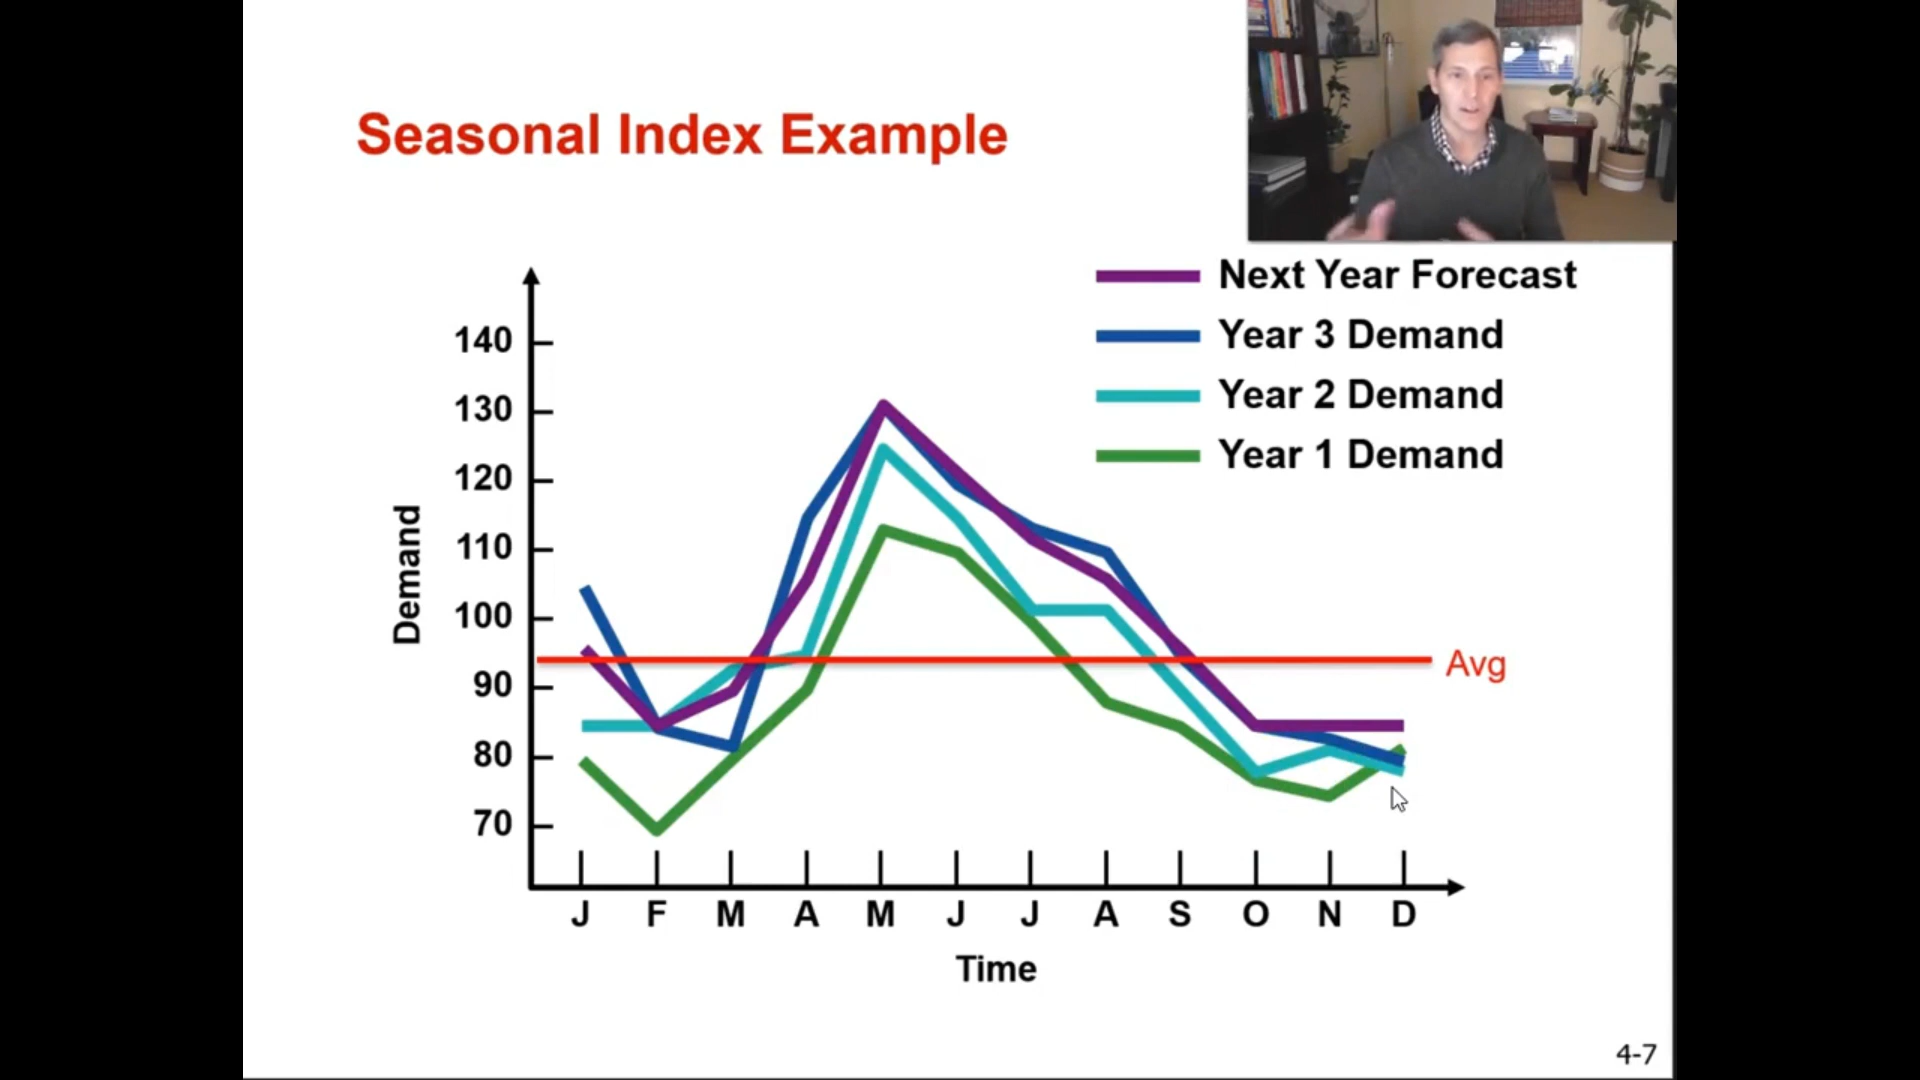 Seasonal Index Example
Next Year Forecast
Year 3 Demand
Year 2 Demand
Year 1 Demand
140
130
120
110
100
90
80
70
Demand
Avg
J F M A M J J A S O N D
Time
4-7